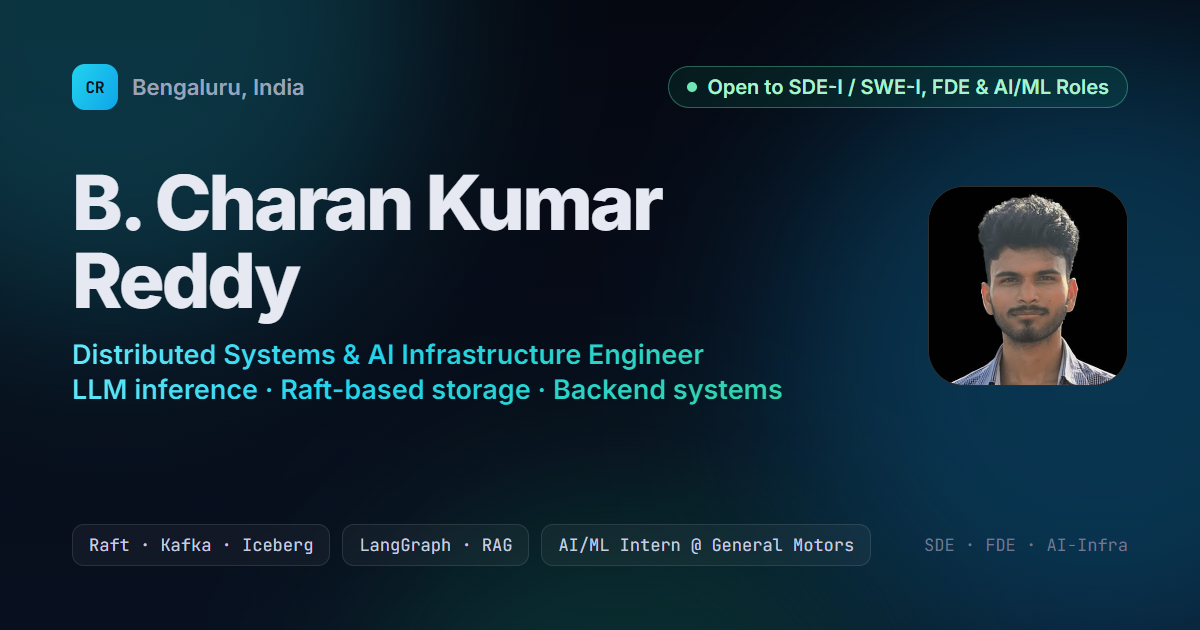 CR
Bengaluru, India
Open to SDE-I / SWE-I, FDE & AI/ML Roles
B. Charan Kumar
Reddy
Distributed Systems & AI Infrastructure Engineer
LLM inference · Raft-based storage · Backend systems
Raft · Kafka · Iceberg
LangGraph · RAG
AI/ML Intern @ General Motors
SDE · FDE · AI-Infra